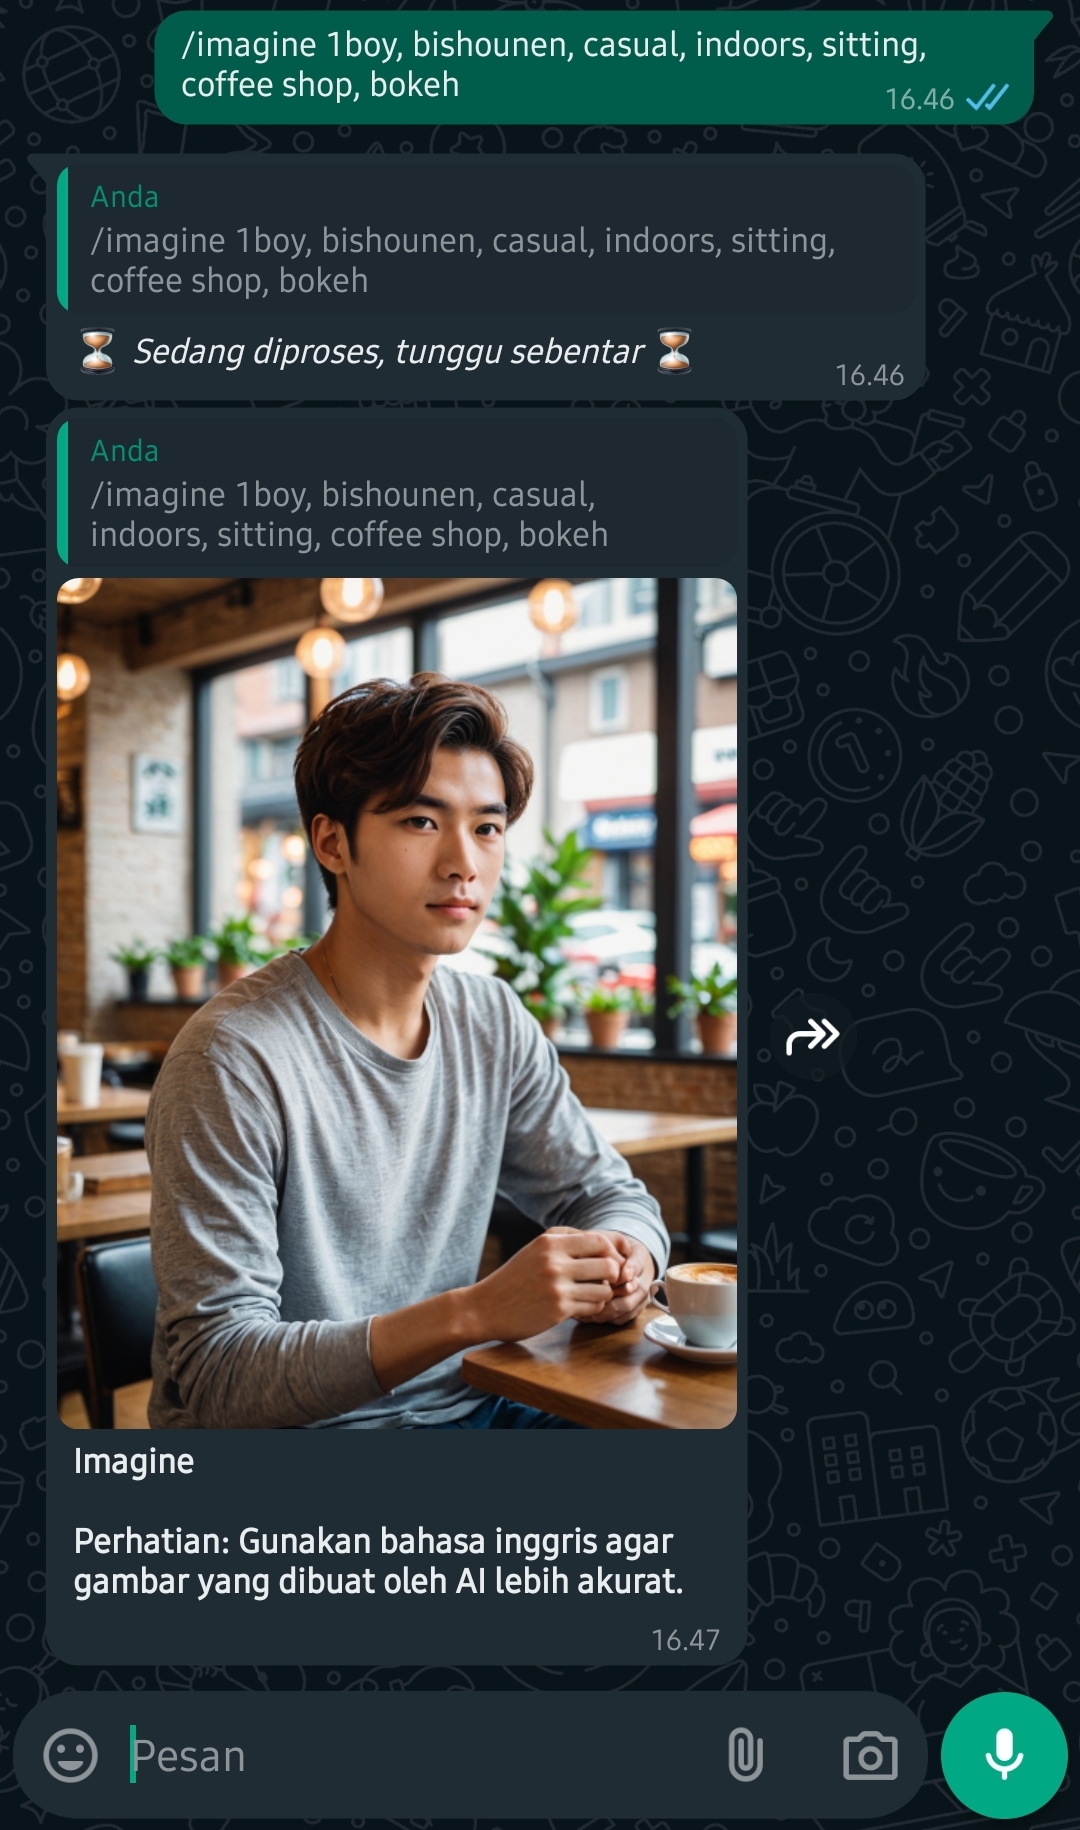 /imagine 1boy, bishounen, casual, indoors, sitting,
coffee shop, bokeh
16.46
Anda
/imagine 1boy, bishounen, casual, indoors, sitting,
coffee shop, bokeh
⏳ Sedang diproses, tunggu sebentar ⏳
16.46
Anda
/imagine 1boy, bishounen, casual,
indoors, sitting, coffee shop, bokeh
Imagine
Perhatian: Gunakan bahasa inggris agar
gambar yang dibuat oleh AI lebih akurat.
16.47
Pesan